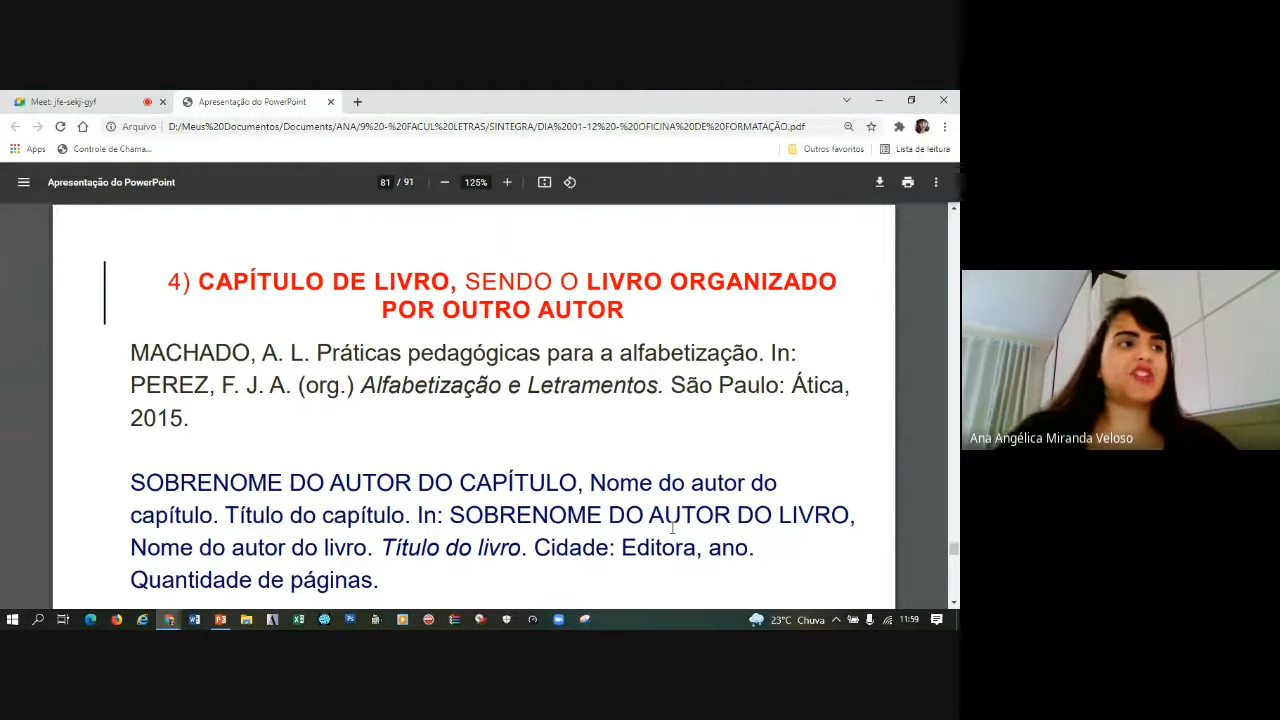 Meet: jfe-sekj-gyf
Apresentação do PowerPoint
Arquivo
D:/Meus%20Documentos/Documents/ANA/9%20-%20FACUL%20LETRAS/SINTEGRA/DIA%2001-12%20-%20OFICINA%20DE%20FORMATAÇÃO.pdf
Apps
Controle de Chama...
Outros favoritos
Lista de leitura
Apresentação do PowerPoint
81 / 91
125%
4) CAPÍTULO DE LIVRO, SENDO O LIVRO ORGANIZADO
POR OUTRO AUTOR
MACHADO, A. L. Práticas pedagógicas para a alfabetização. In:
PEREZ, F. J. A. (org.) Alfabetização e Letramentos. São Paulo: Ática,
2015.
SOBRENOME DO AUTOR DO CAPÍTULO, Nome do autor do
capítulo. Título do capítulo. In: SOBRENOME DO AUTOR DO LIVRO,
Nome do autor do livro. Título do livro. Cidade: Editora, ano.
Quantidade de páginas.
Ana Angélica Miranda Veloso
23°C Chuva
11:59